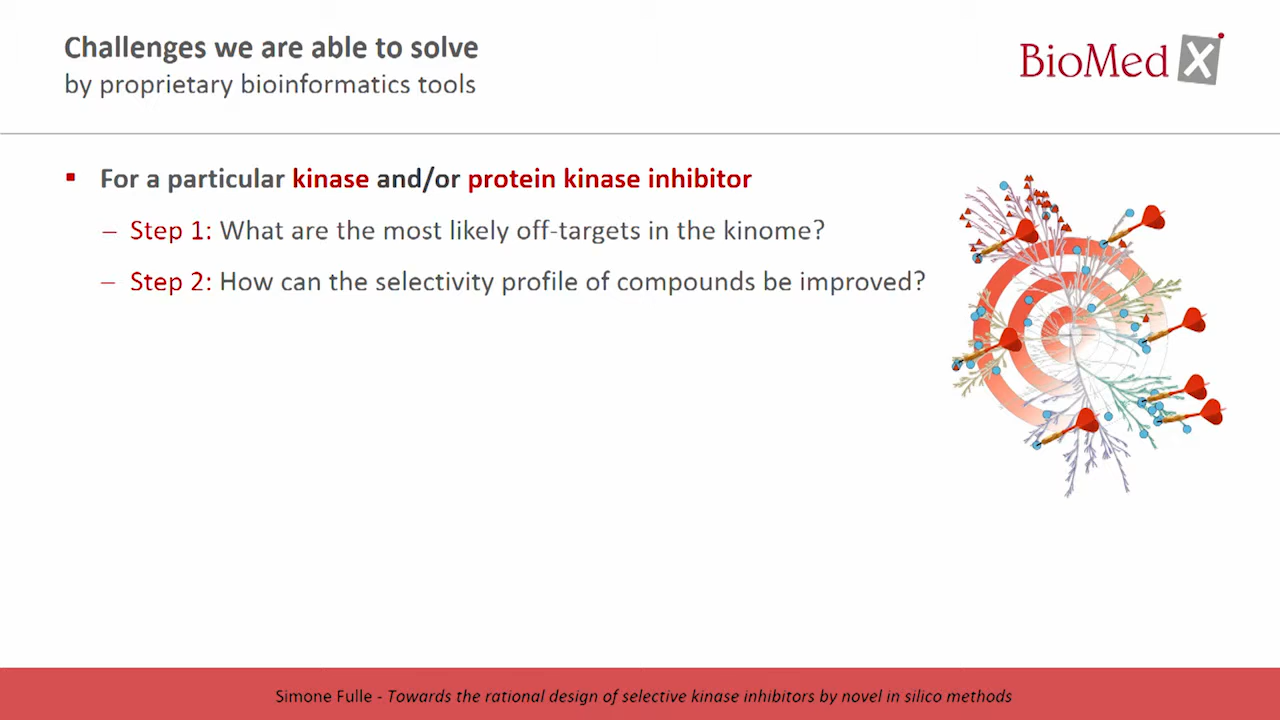 Challenges we are able to solve
by proprietary bioinformatics tools
BioMed X
▪ For a particular kinase and/or protein kinase inhibitor
– Step 1: What are the most likely off-targets in the kinome?
– Step 2: How can the selectivity profile of compounds be improved?
Simone Fulle - Towards the rational design of selective kinase inhibitors by novel in silico methods